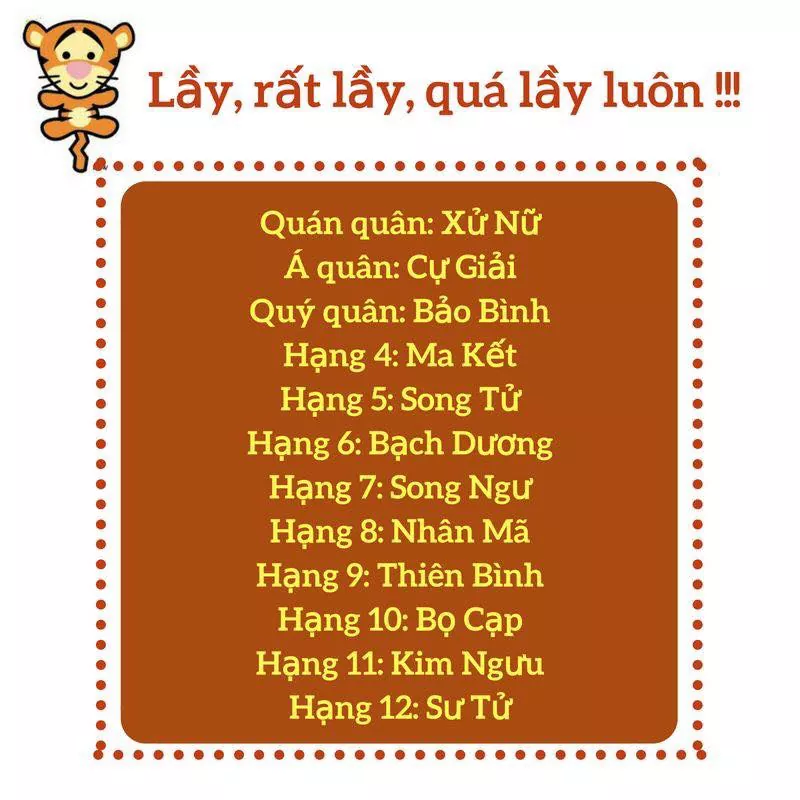 Lầy, rất lầy, quá lầy luôn !!!
Quán quân: Xử Nữ
Á quân: Cự Giải
Quý quân: Bảo Bình
Hạng 4: Ma Kết
Hạng 5: Song Tử
Hạng 6: Bạch Dương
Hạng 7: Song Ngư
Hạng 8: Nhân Mã
Hạng 9: Thiên Bình
Hạng 10: Bọ Cạp
Hạng 11: Kim Ngưu
Hạng 12: Sư Tử